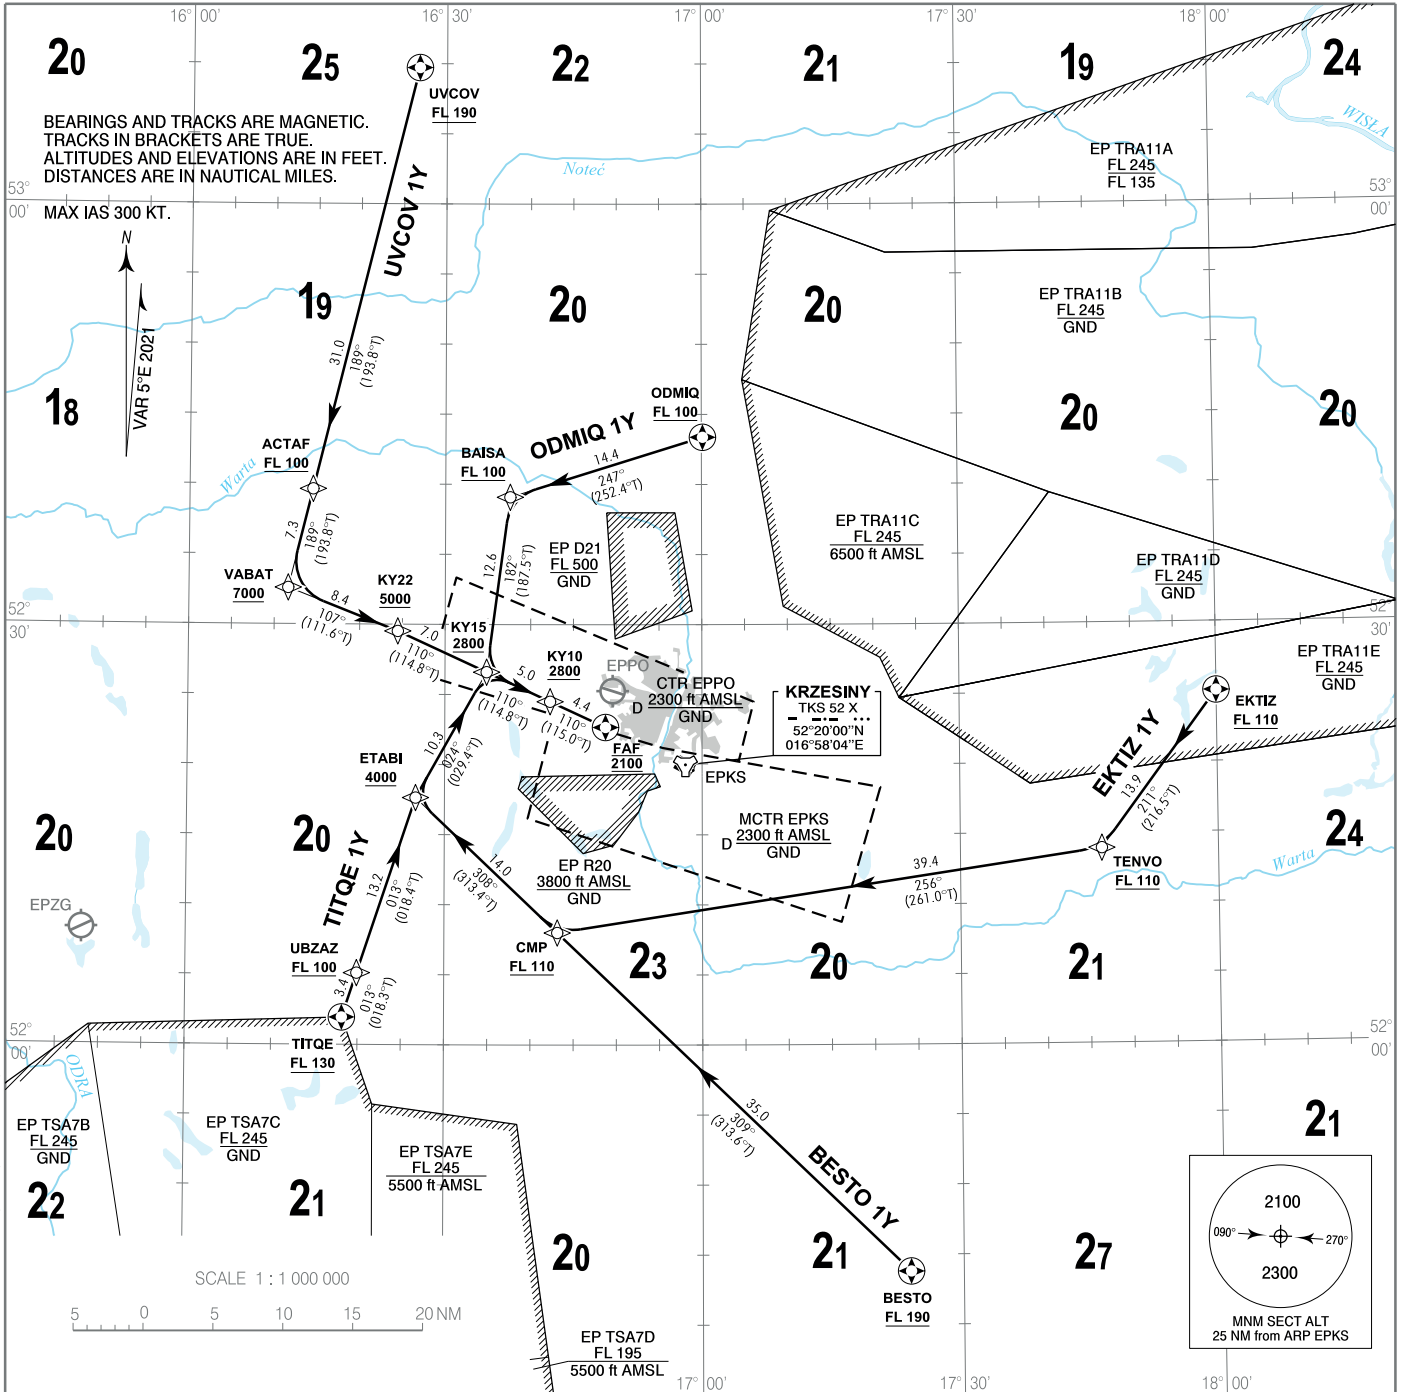 16° 00'
16° 30'
17° 00'
17° 30'
18° 00'
20
25
22
21
19
24
UVCOV
FL 190
BEARINGS AND TRACKS ARE MAGNETIC.
TRACKS IN BRACKETS ARE TRUE.
ALTITUDES AND ELEVATIONS ARE IN FEET.
DISTANCES ARE IN NAUTICAL MILES.
MAX IAS 300 KT.
WISŁA
EP TRA11A
FL 245
FL 135
Noteć
53°
00'
53°
00'
N
VAR 5°E 2021
UVCOV 1Y
31.0
189°
(193.8°T)
19
20
20
EP TRA11B
FL 245
GND
18
20
20
ODMIQ
FL 100
ODMIQ 1Y
14.4
247°
(252.4°T)
ACTAF
FL 100
BAISA
FL 100
Warta
7.3
189°
(193.8°T)
12.6
182°
(187.5°T)
EP D21
FL 500
GND
EP TRA11C
FL 245
6500 ft AMSL
EP TRA11D
FL 245
GND
VABAT
7000
8.4
107°
(111.6°T)
KY22
5000
7.0
110°
(114.8°T)
KY15
2800
52°
30'
52°
30'
5.0
110°
(114.8°T)
KY10
2800
4.4
110°
(115.0°T)
EPPO
CTR EPPO
D 2300 ft AMSL
GND
KRZESINY
TKS 52 X
52°20'00"N
016°58'04"E
EP TRA11E
FL 245
GND
EKTIZ
FL 110
EKTIZ 1Y
13.9
211°
(216.5°T)
FAF
2100
EPKS
ETABI
4000
10.3
024°
(029.4°T)
MCTR EPKS
D 2300 ft AMSL
GND
20
20
24
TITQE 1Y
13.2
013°
(018.4°T)
14.0
308°
(313.4°T)
EP R20
3800 ft AMSL
GND
39.4
256°
(261.0°T)
TENVO
FL 110
Warta
EPZG
UBZAZ
FL 100
CMP
FL 110
23
20
21
3.4
013°
(018.3°T)
52°
00'
52°
00'
TITQE
FL 130
ODRA
35.0
309°
(313.6°T)
EP TSA7B
FL 245
GND
EP TSA7C
FL 245
GND
EP TSA7E
FL 245
5500 ft AMSL
21
22
21
BESTO 1Y
20
21
27
2100
090°
270°
2300
MNM SECT ALT
25 NM from ARP EPKS
BESTO
FL 190
SCALE 1 : 1 000 000
5 0 5 10 15 20 NM
EP TSA7D
FL 195
5500 ft AMSL
17° 00'
17° 30'
18° 00'